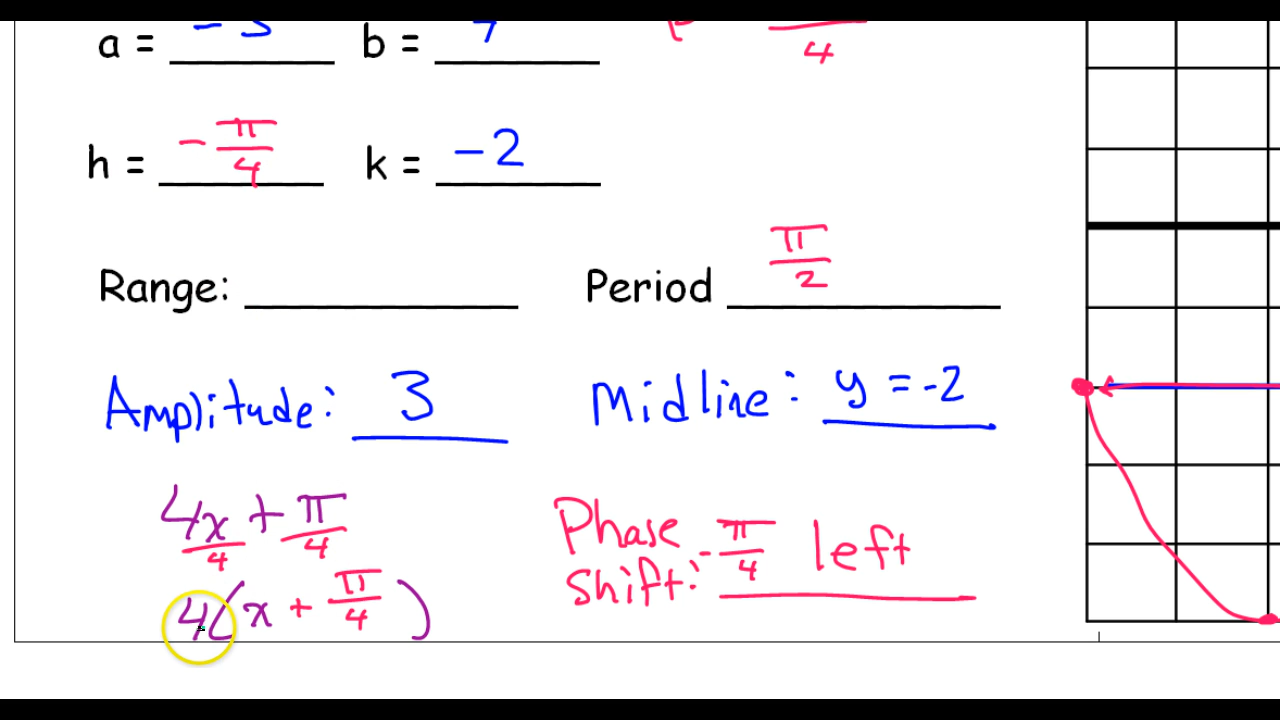 a = -3 b = 4
4
h = -π/4 k = -2
Range: Period π/2
Amplitude: 3 Midline: y = -2
4x/4 + π/4 Phase shift: -π/4 left
4(x + π/4)